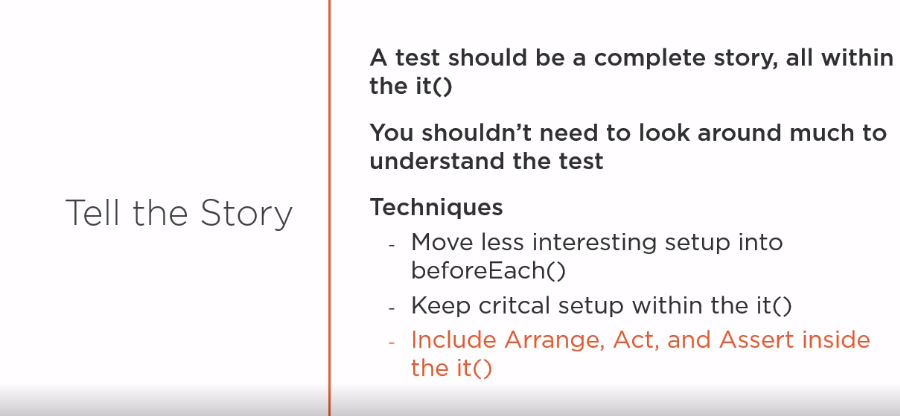 Tell the Story
A test should be a complete story, all within
the it()
You shouldn’t need to look around much to
understand the test
Techniques
- Move less interesting setup into
beforeEach()
- Keep critcal setup within the it()
- Include Arrange, Act, and Assert inside
the it()